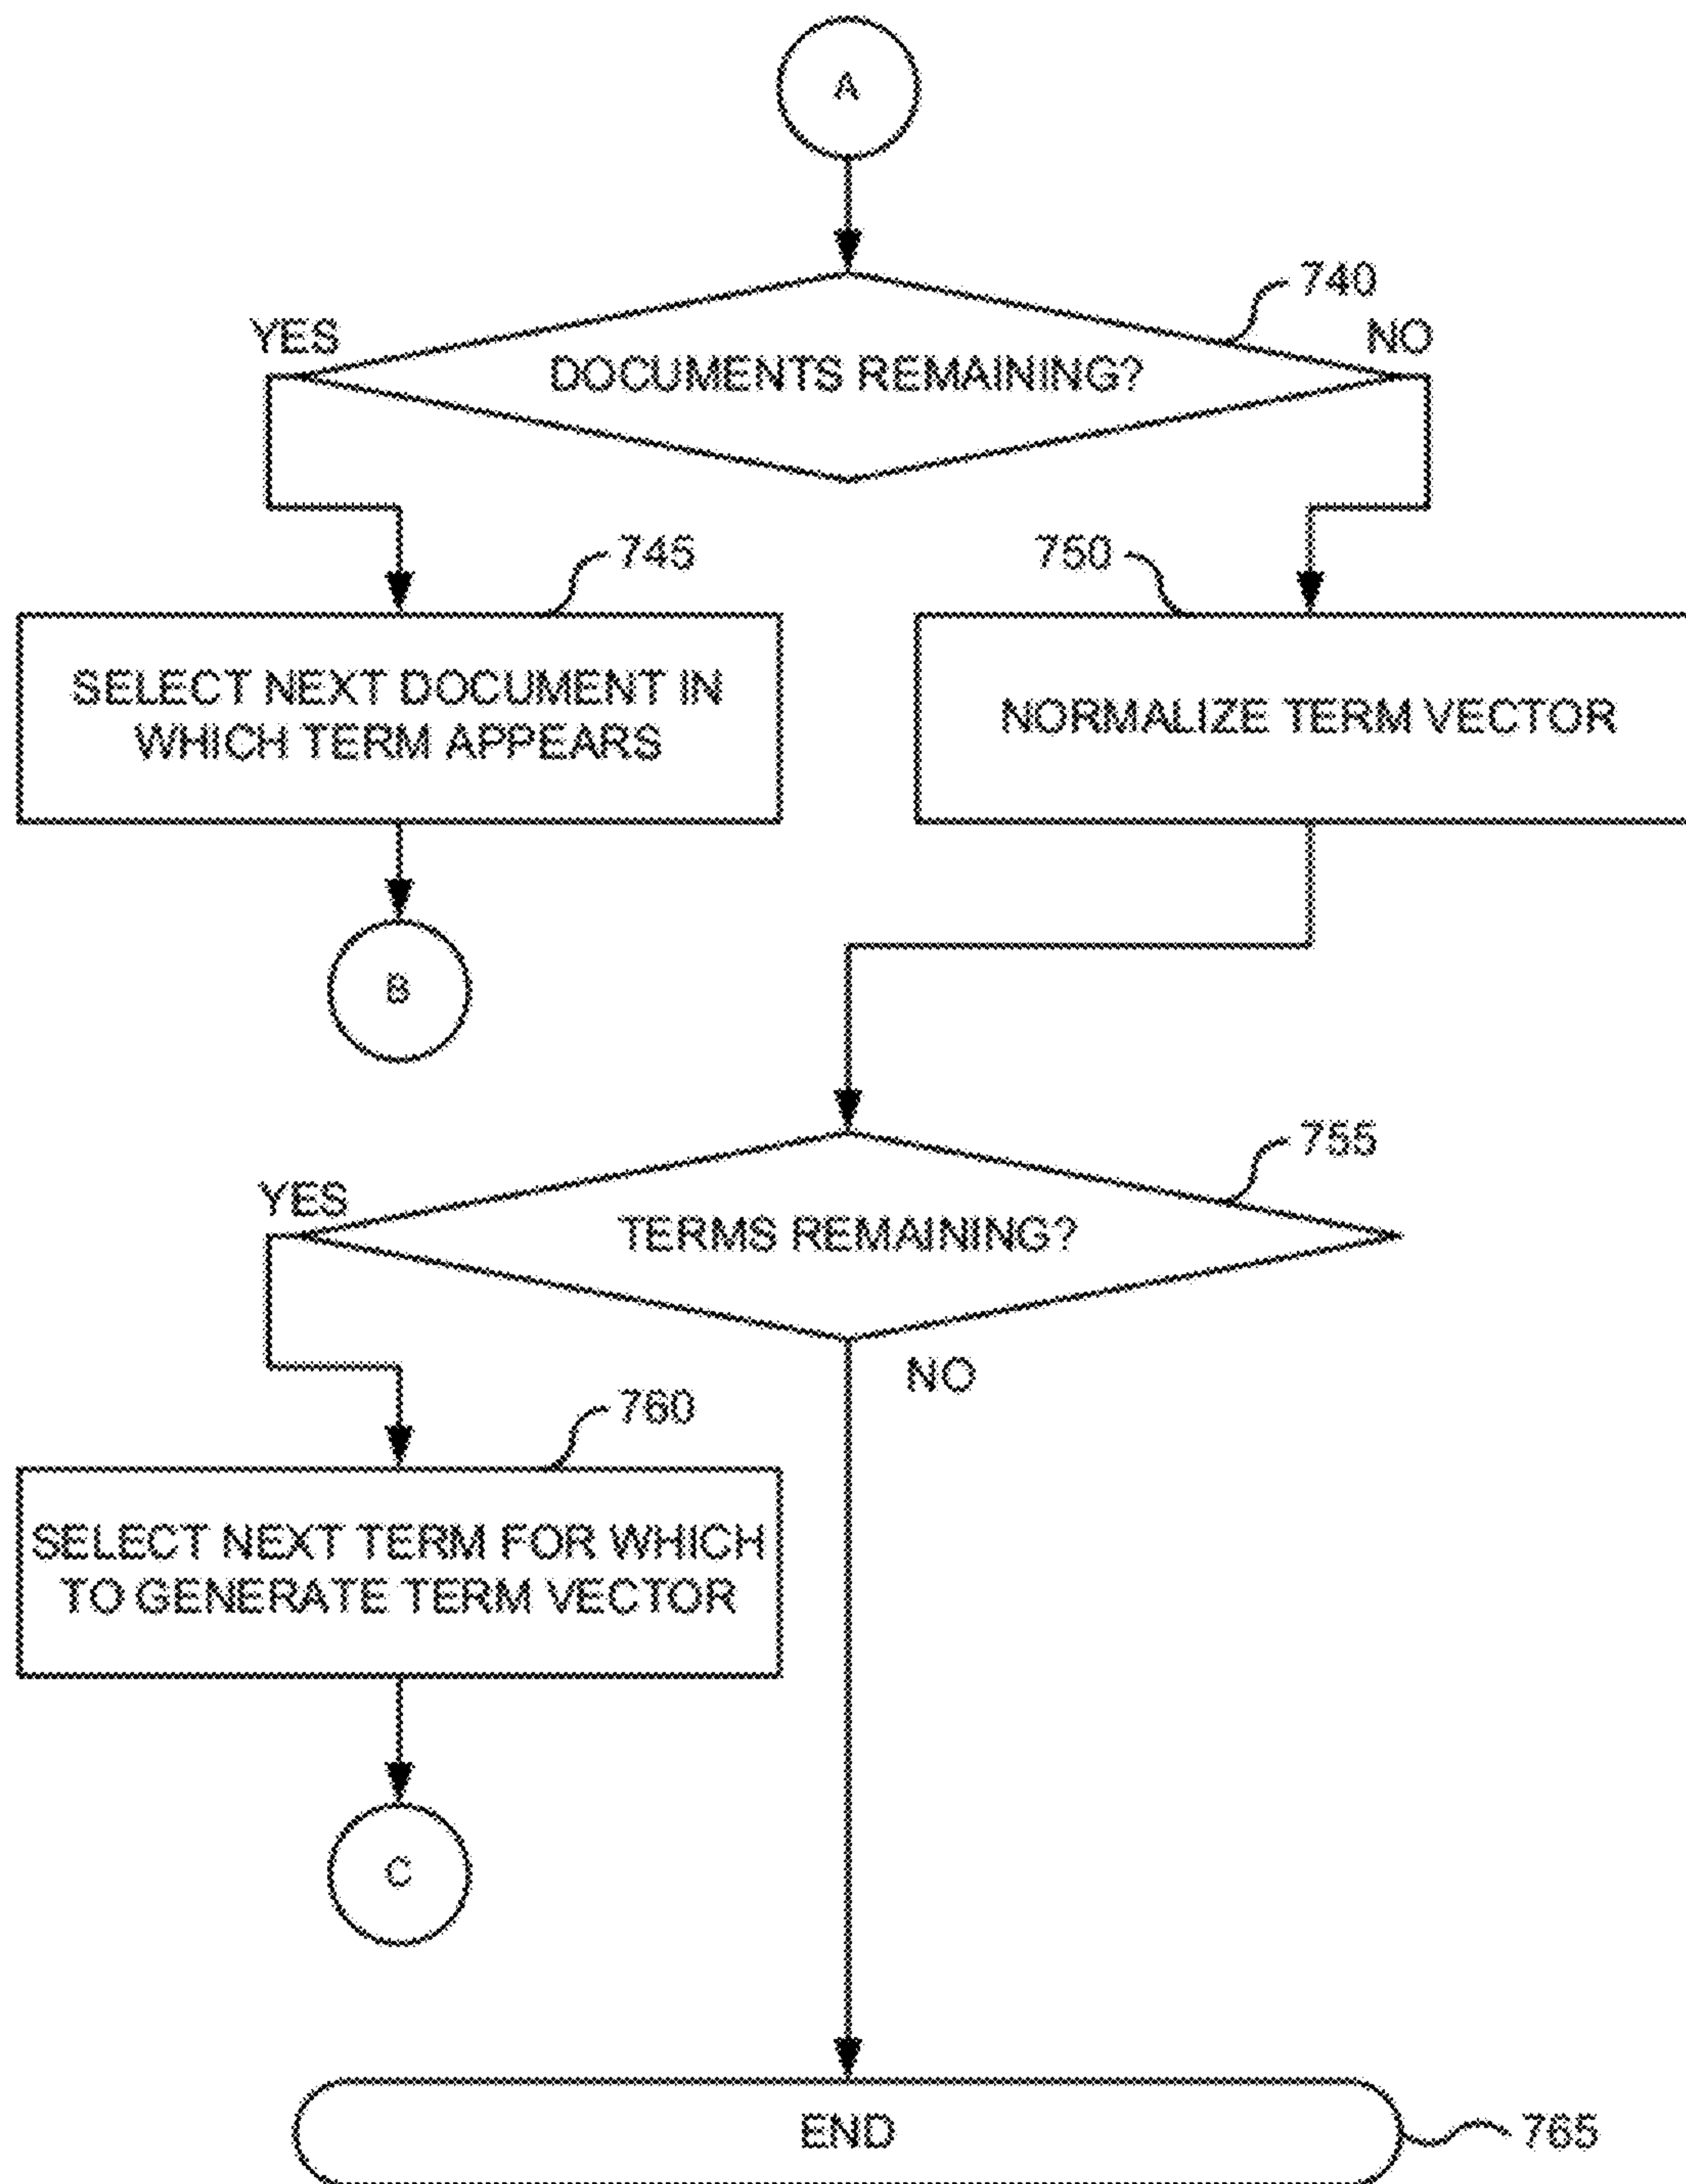 A
740
YES
NO
DOCUMENTS REMAINING?
745
750
SELECT NEXT DOCUMENT IN
WHICH TERM APPEARS
NORMALIZE TERM VECTOR
B
755
YES
TERMS REMAINING?
NO
760
SELECT NEXT TERM FOR WHICH
TO GENERATE TERM VECTOR
C
END
765